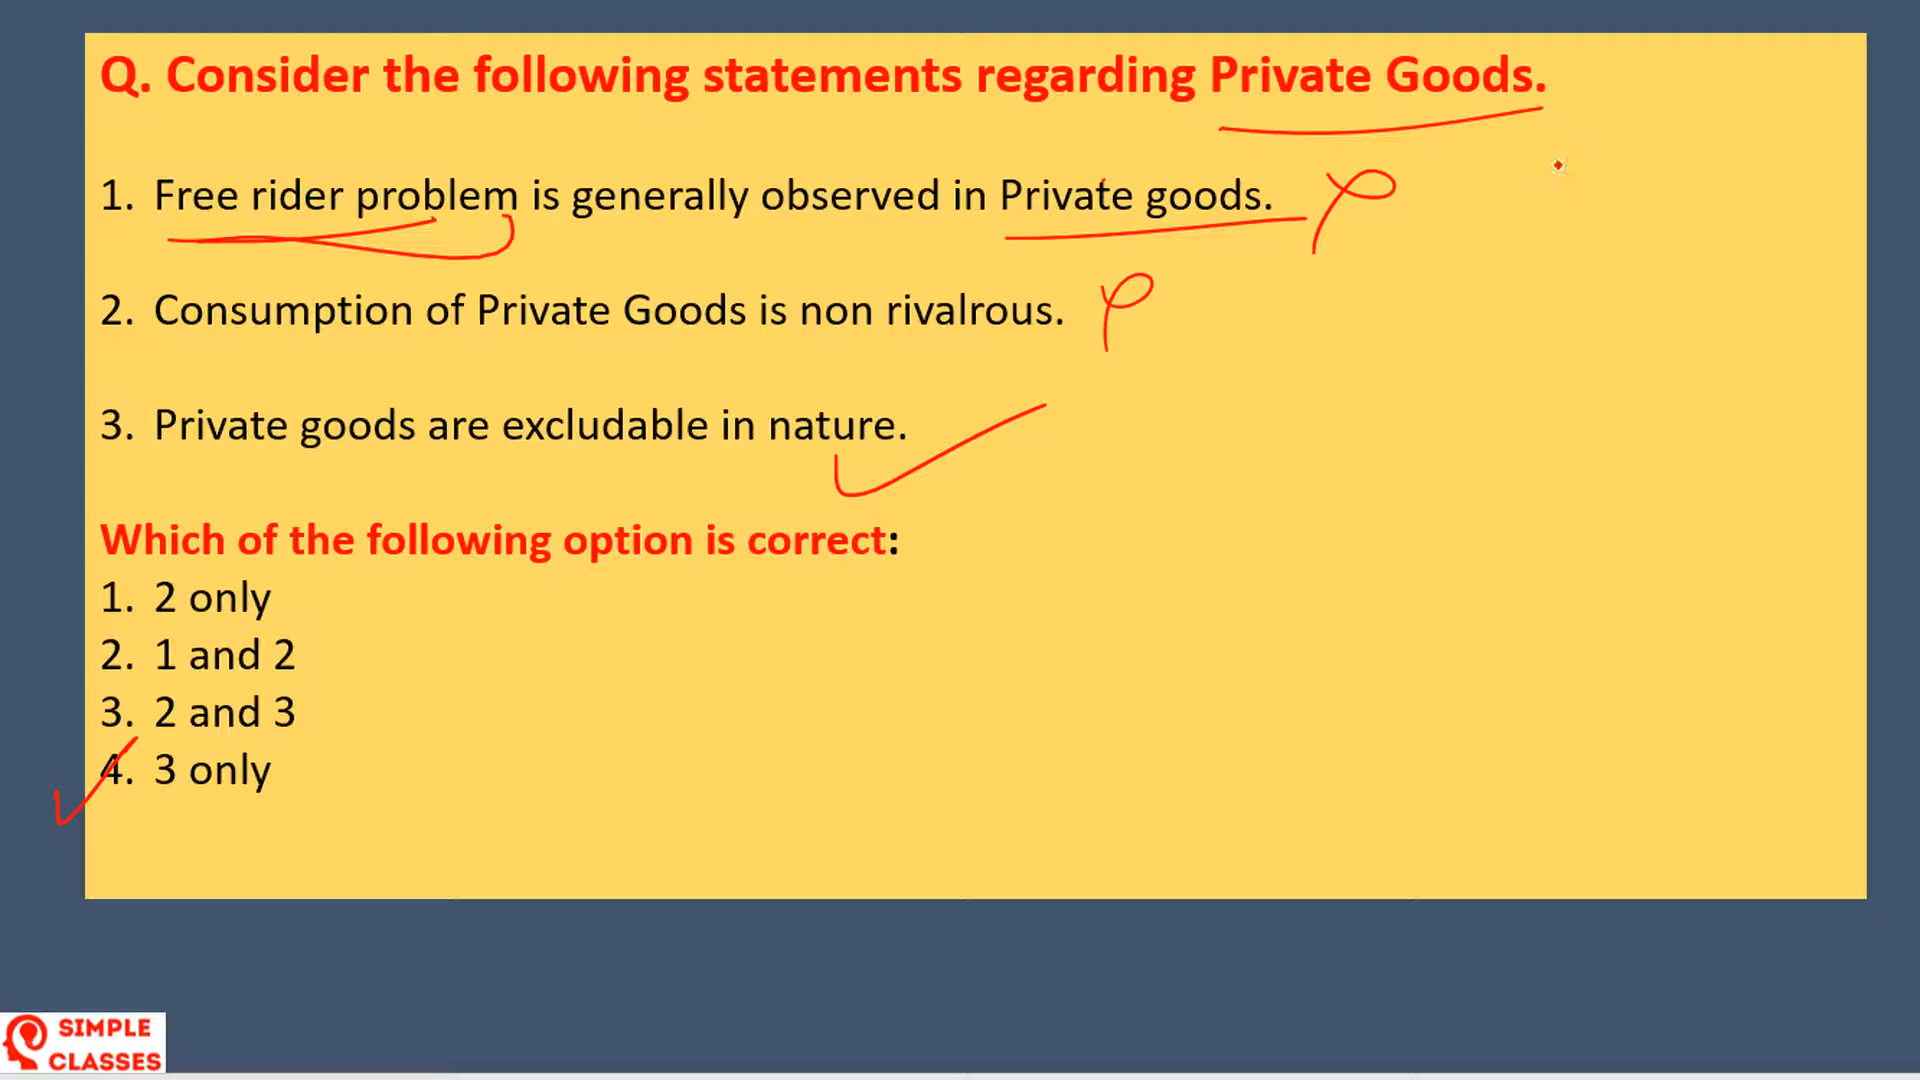 Q. Consider the following statements regarding Private Goods.
1. Free rider problem is generally observed in Private goods.
2. Consumption of Private Goods is non rivalrous.
3. Private goods are excludable in nature.
Which of the following option is correct:
1. 2 only
2. 1 and 2
3. 2 and 3
4. 3 only
SIMPLE
CLASSES